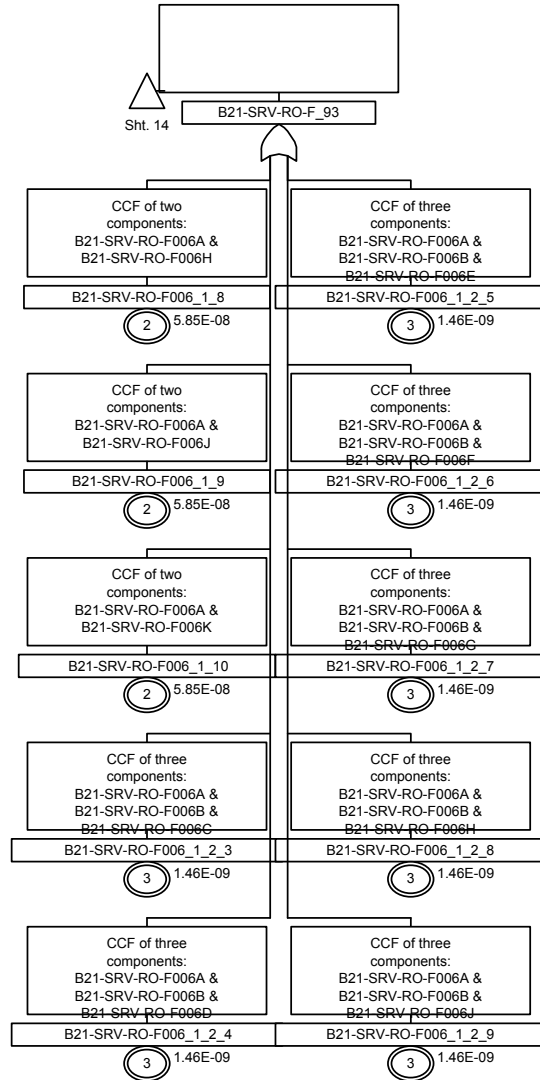 Sht. 14
B21-SRV-RO-F_93
CCF of two
components:
B21-SRV-RO-F006A &
B21-SRV-RO-F006H
B21-SRV-RO-F006_1_8
2
5.85E-08
CCF of three
components:
B21-SRV-RO-F006A &
B21-SRV-RO-F006B &
B21-SRV-RO-F006E
B21-SRV-RO-F006_1_2_5
3
1.46E-09
CCF of two
components:
B21-SRV-RO-F006A &
B21-SRV-RO-F006J
B21-SRV-RO-F006_1_9
2
5.85E-08
CCF of three
components:
B21-SRV-RO-F006A &
B21-SRV-RO-F006B &
B21-SRV-RO-F006F
B21-SRV-RO-F006_1_2_6
3
1.46E-09
CCF of two
components:
B21-SRV-RO-F006A &
B21-SRV-RO-F006K
B21-SRV-RO-F006_1_10
2
5.85E-08
CCF of three
components:
B21-SRV-RO-F006A &
B21-SRV-RO-F006B &
B21-SRV-RO-F006G
B21-SRV-RO-F006_1_2_7
3
1.46E-09
CCF of three
components:
B21-SRV-RO-F006A &
B21-SRV-RO-F006B &
B21-SRV-RO-F006C
B21-SRV-RO-F006_1_2_3
3
1.46E-09
CCF of three
components:
B21-SRV-RO-F006A &
B21-SRV-RO-F006B &
B21-SRV-RO-F006H
B21-SRV-RO-F006_1_2_8
3
1.46E-09
CCF of three
components:
B21-SRV-RO-F006A &
B21-SRV-RO-F006B &
B21-SRV-RO-F006D
B21-SRV-RO-F006_1_2_4
3
1.46E-09
CCF of three
components:
B21-SRV-RO-F006A &
B21-SRV-RO-F006B &
B21-SRV-RO-F006J
B21-SRV-RO-F006_1_2_9
3
1.46E-09